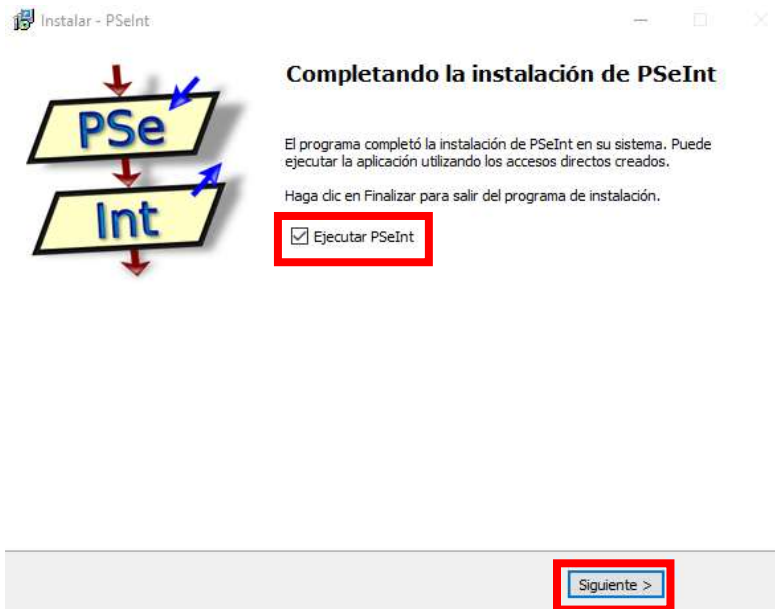 Instalar - PSeInt
Completando la instalación de PSeInt
PSe
Int
El programa completó la instalación de PSeInt en su sistema. Puede
ejecutar la aplicación utilizando los accesos directos creados.
Haga clic en Finalizar para salir del programa de instalación.
Ejecutar PSeInt
Siguiente >